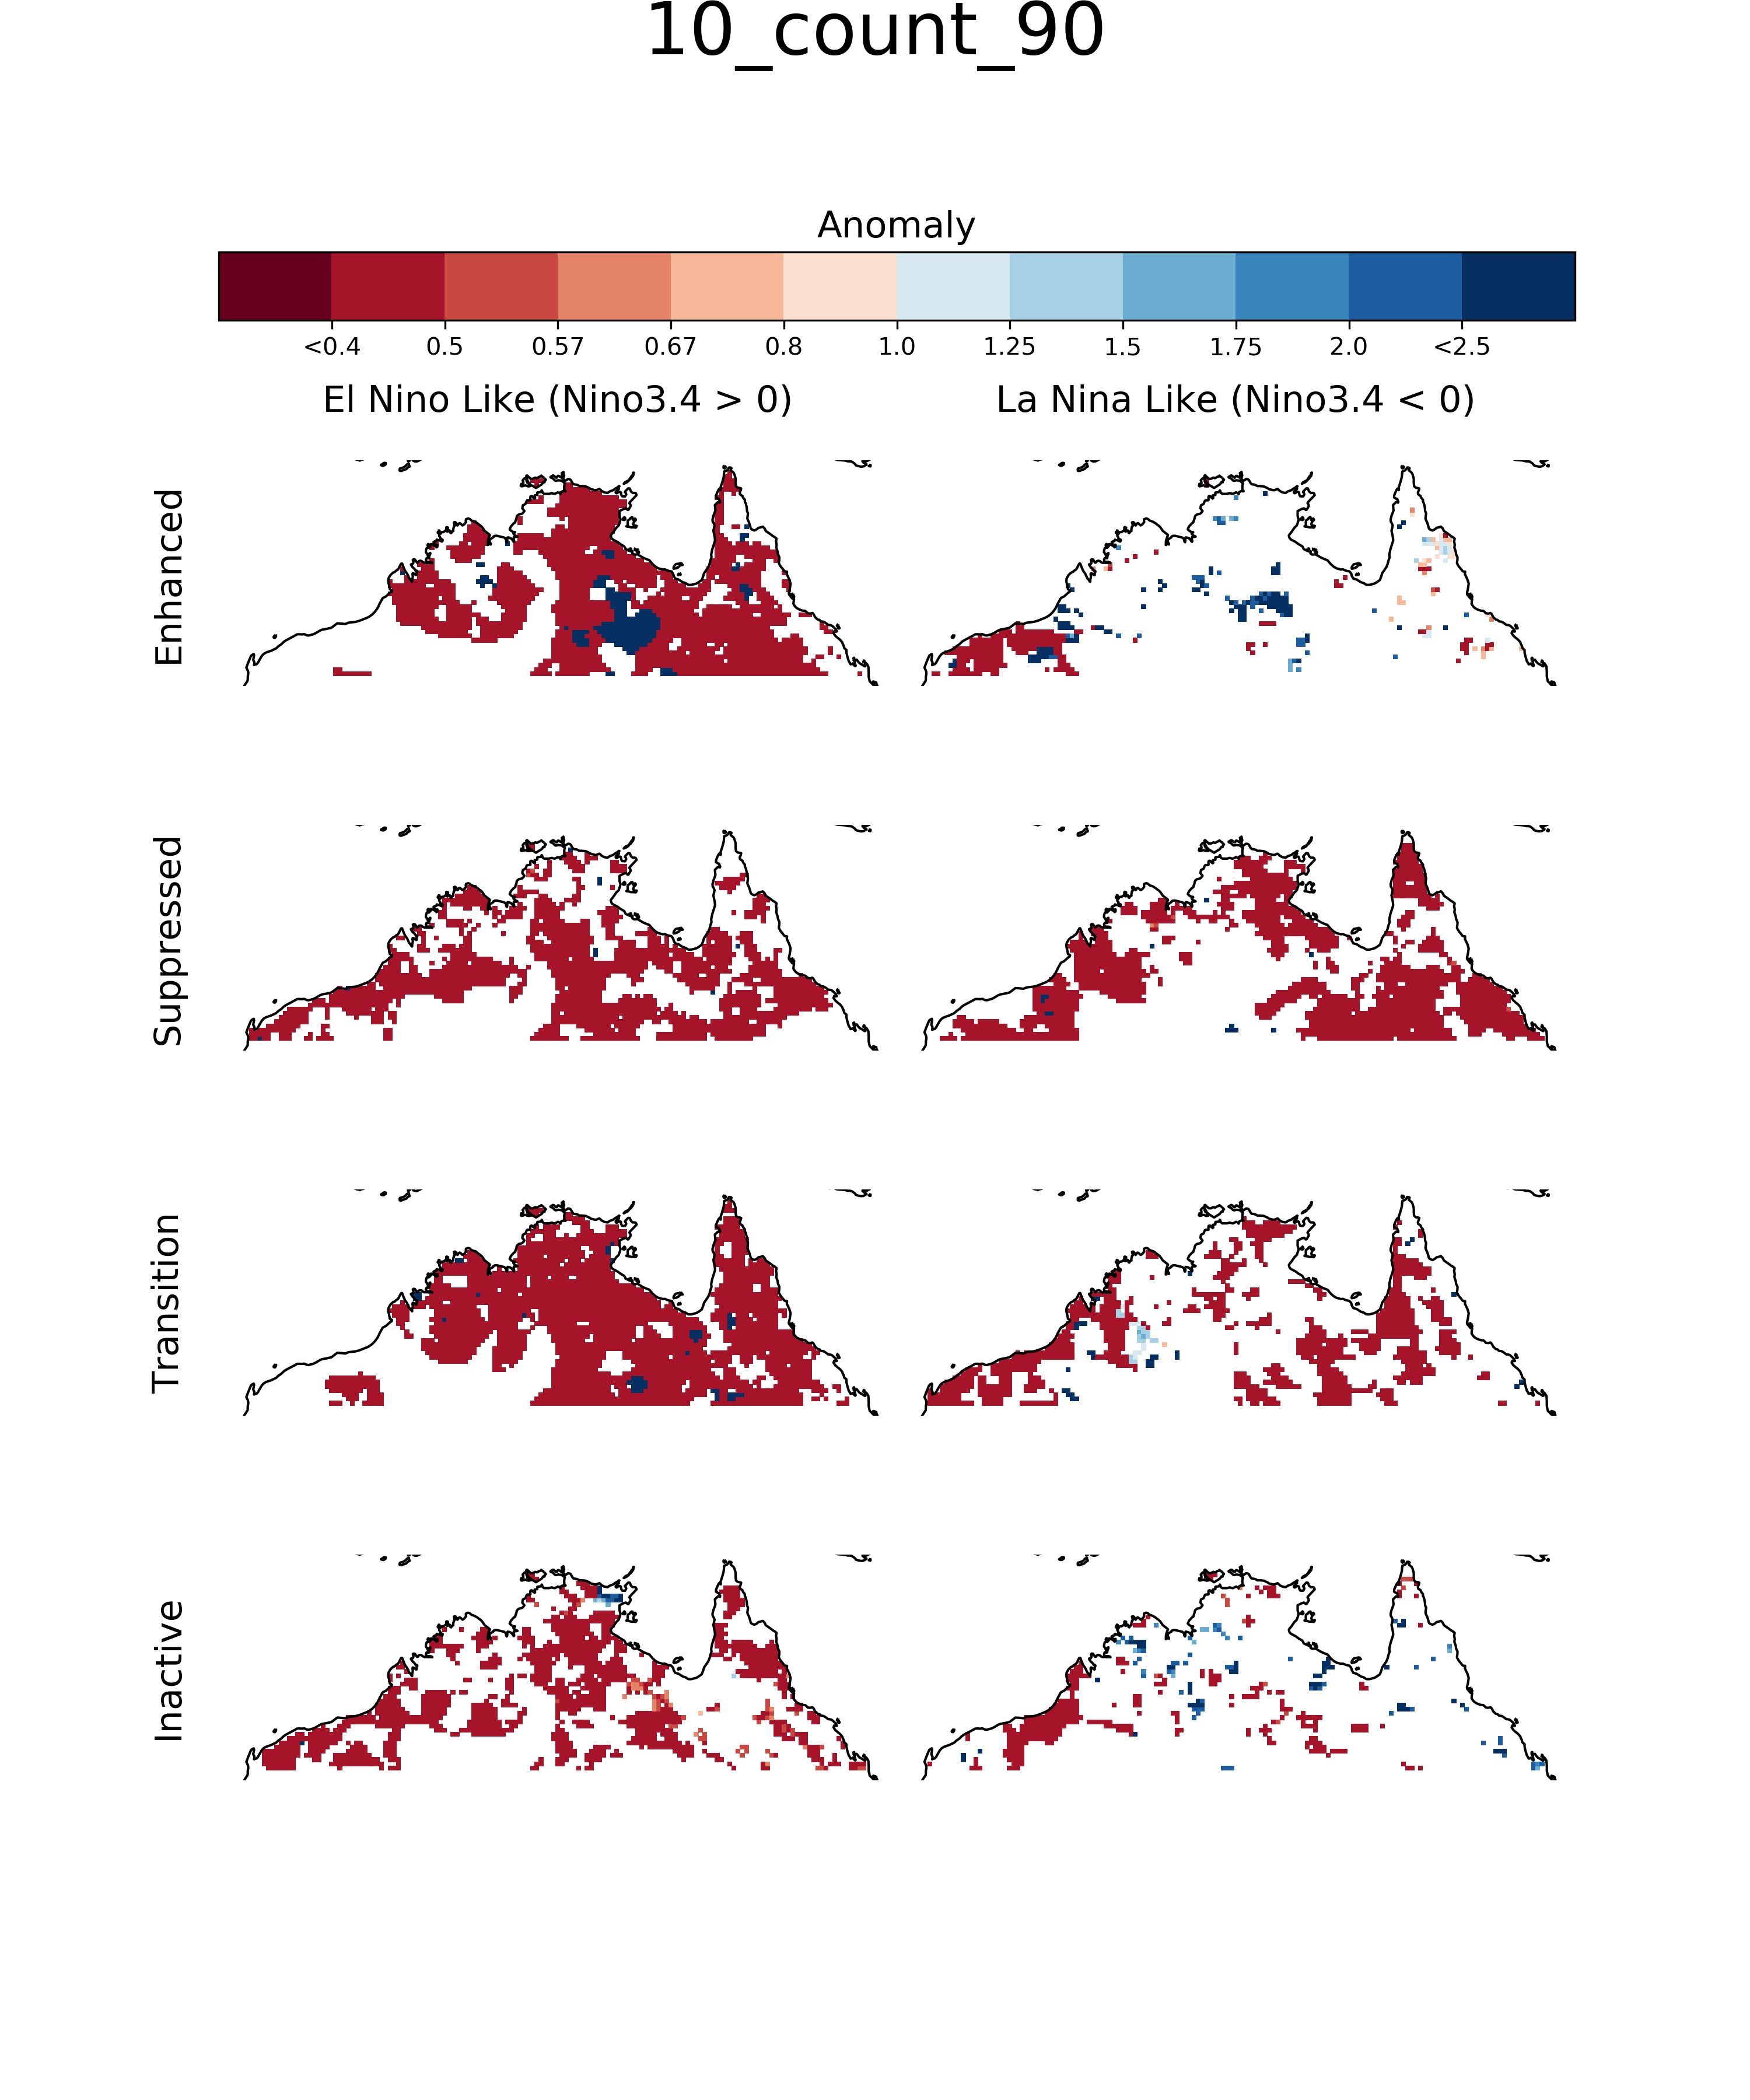 10_count_90
Anomaly
<0.4 0.5 0.57 0.67 0.8 1.0 1.25 1.5 1.75 2.0 <2.5
El Nino Like (Nino3.4 > 0) La Nina Like (Nino3.4 < 0)
Enhanced
Suppressed
Transition
Inactive